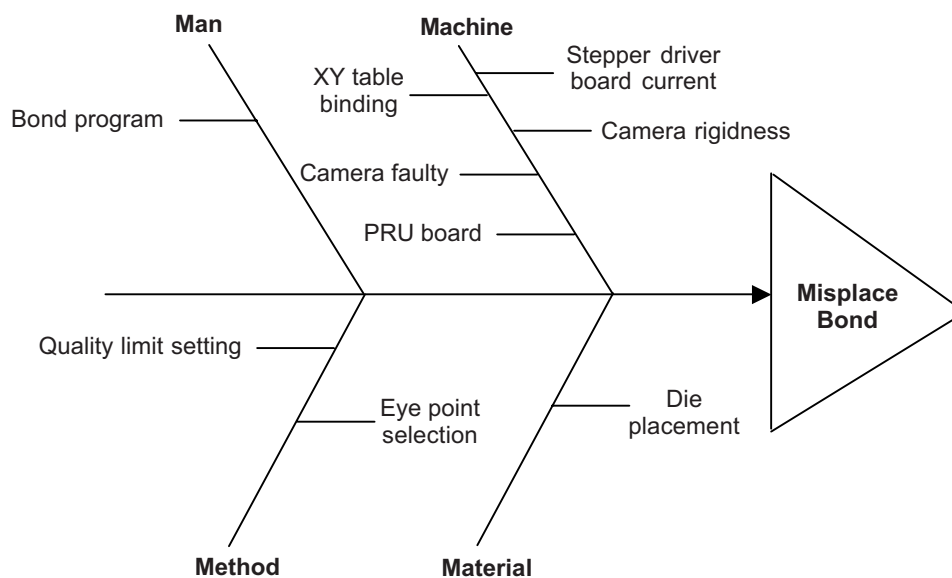 Man
Machine
Stepper driver
board current
XY table
binding
Bond program
Camera rigidness
Camera faulty
PRU board
Misplace
Bond
Quality limit setting
Eye point
selection
Die
placement
Method
Material